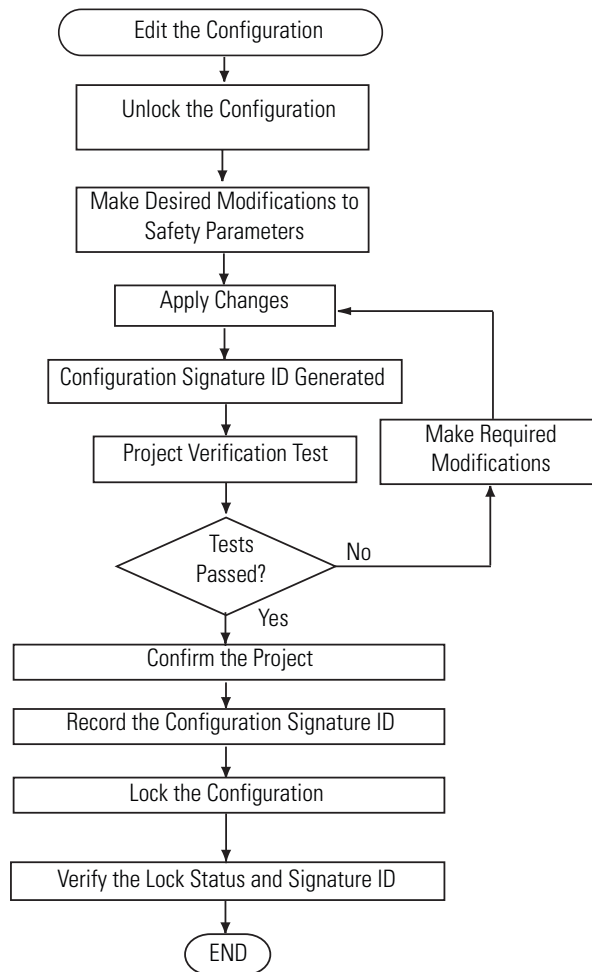 Edit the Configuration
Unlock the Configuration
Make Desired Modifications to
Safety Parameters
Apply Changes
Configuration Signature ID Generated
Project Verification Test
Make Required
Modifications
Tests
Passed?
No
Yes
Confirm the Project
Record the Configuration Signature ID
Lock the Configuration
Verify the Lock Status and Signature ID
END